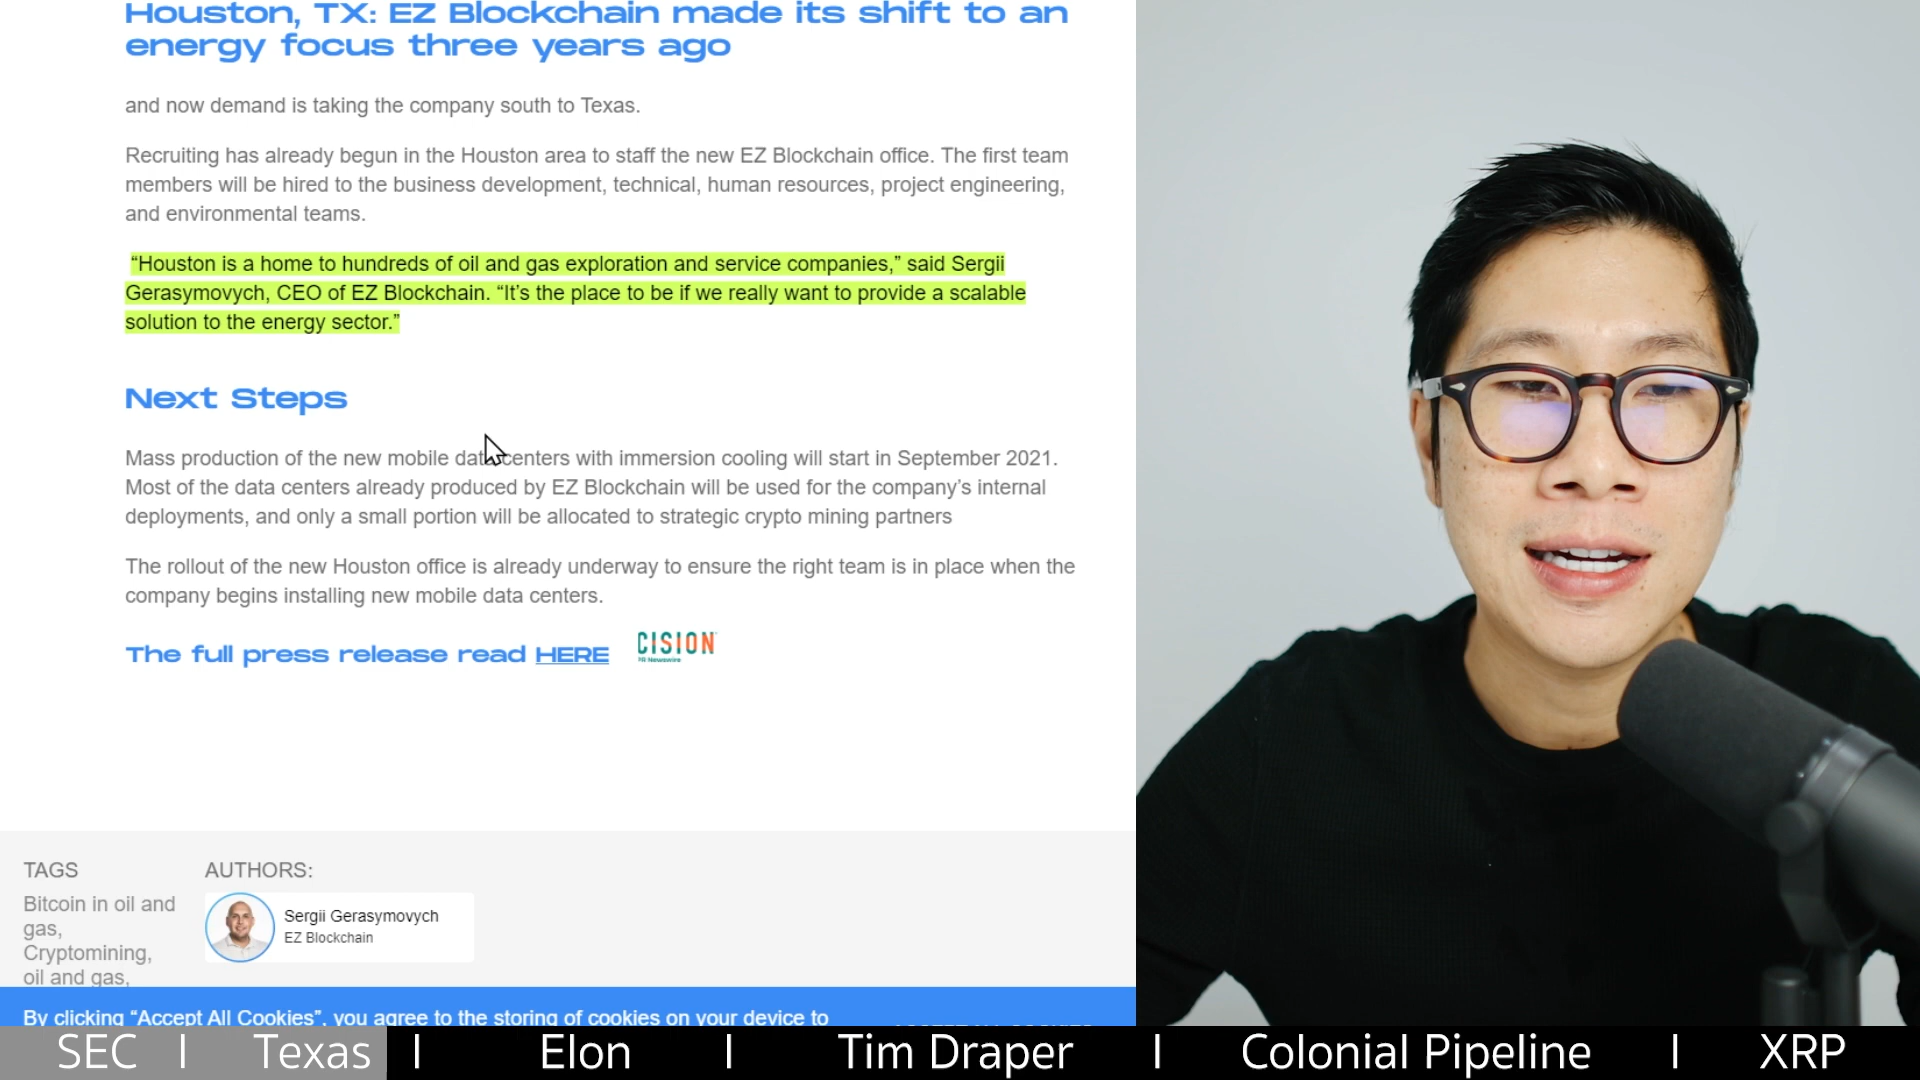 Houston, TX: EZ Blockchain made its shift to an
energy focus three years ago
and now demand is taking the company south to Texas.
Recruiting has already begun in the Houston area to staff the new EZ Blockchain office. The first team
members will be hired to the business development, technical, human resources, project engineering,
and environmental teams.
“Houston is a home to hundreds of oil and gas exploration and service companies,” said Sergii
Gerasymovych, CEO of EZ Blockchain. “It’s the place to be if we really want to provide a scalable
solution to the energy sector.”
Next Steps
Mass production of the new mobile data centers with immersion cooling will start in September 2021.
Most of the data centers already produced by EZ Blockchain will be used for the company’s internal
deployments, and only a small portion will be allocated to strategic crypto mining partners
The rollout of the new Houston office is already underway to ensure the right team is in place when the
company begins installing new mobile data centers.
The full press release read HERE
CISION
PR Newswire
TAGS
Bitcoin in oil and
gas,
Cryptomining,
oil and gas,
AUTHORS:
Sergii Gerasymovych
EZ Blockchain
By clicking “Accept All Cookies”, you agree to the storing of cookies on your device to
SEC | Texas | Elon | Tim Draper | Colonial Pipeline | XRP